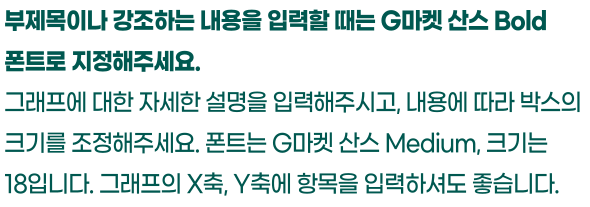 부제목이나 강조하는 내용을 입력할 때는 G마켓 산스 Bold
폰트로 지정해주세요.
그래프에 대한 자세한 설명을 입력해주시고, 내용에 따라 박스의
크기를 조정해주세요. 폰트는 G마켓 산스 Medium, 크기는
18입니다. 그래프의 X축, Y축에 항목을 입력하셔도 좋습니다.